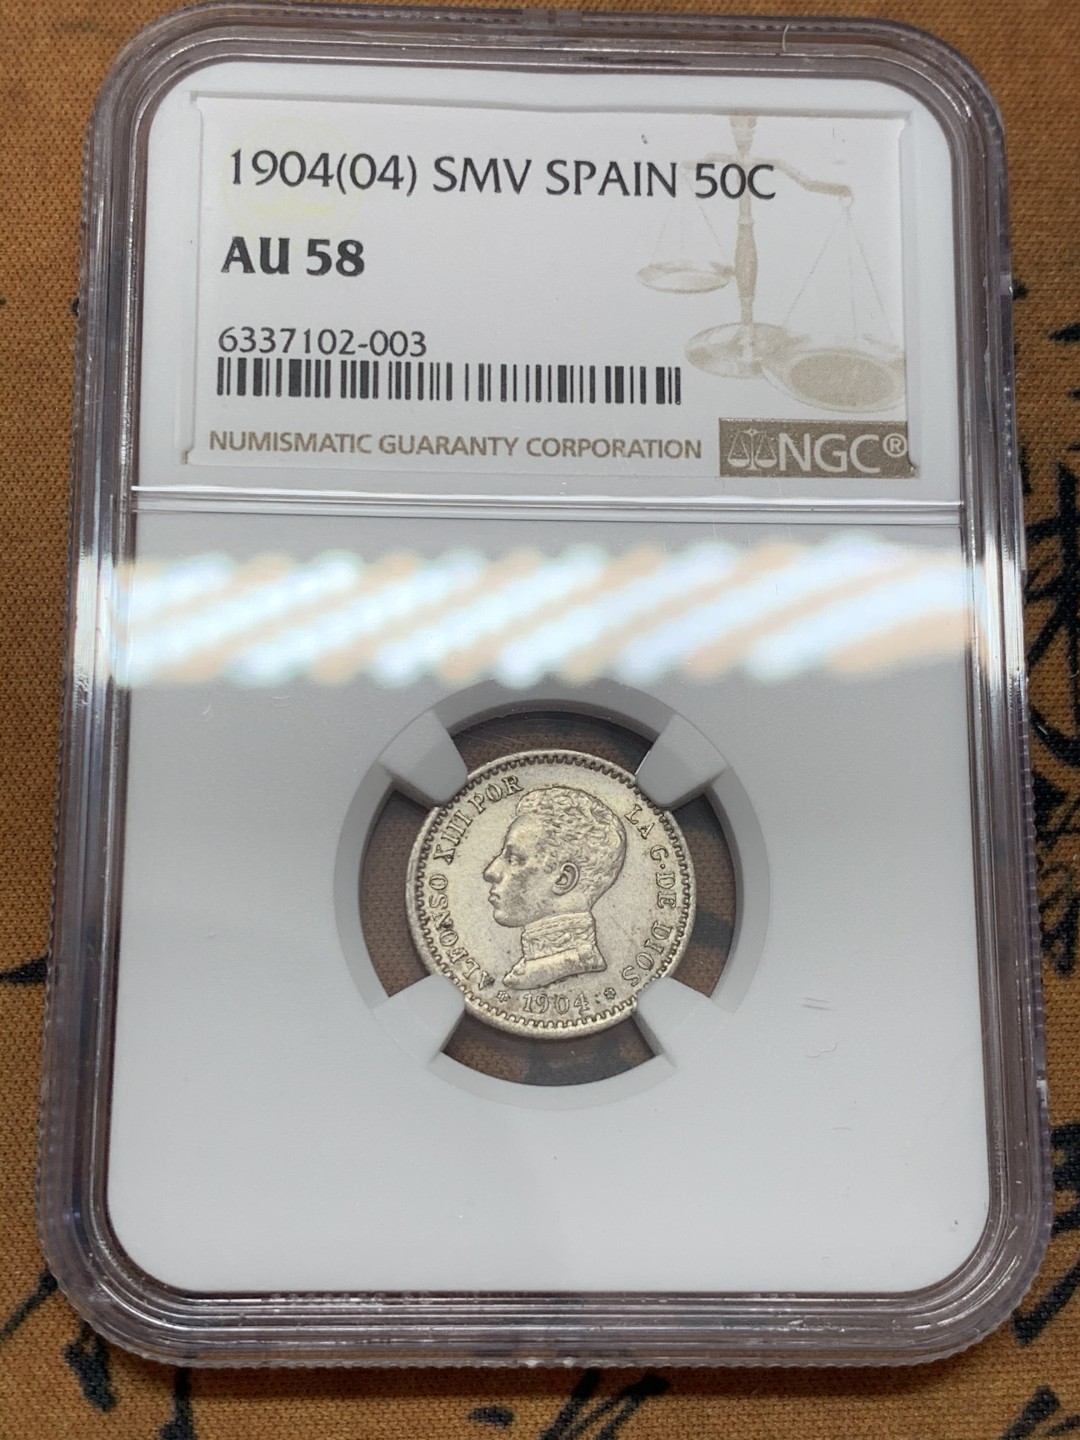 1904(04) SMV SPAIN 50C
AU 58
6337102-003
NUMISMATIC GUARANTY CORPORATION
NGC®
ALFONSO XIII POR LA G·DE DIOS
* 1904 *